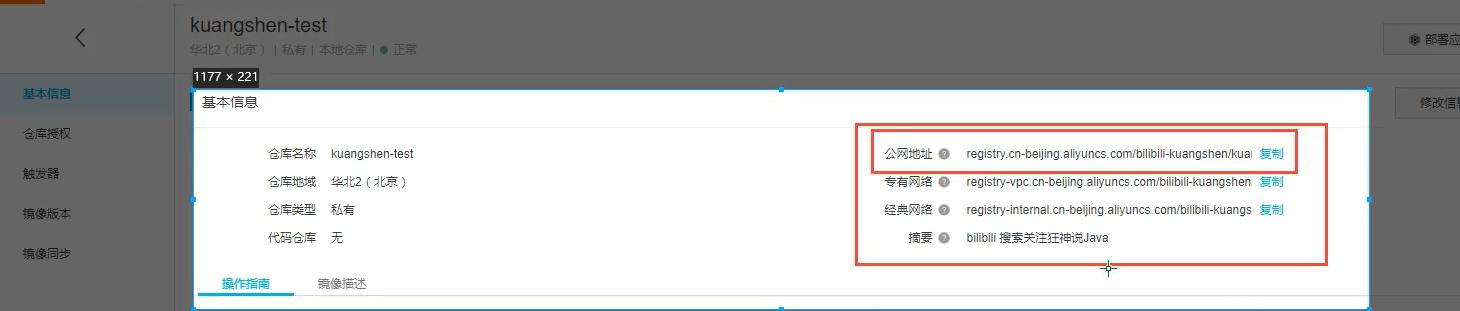 kuangshen-test
华北2（北京） | 私有 | 本地仓库 | 正常
部署应
1177 × 221
基本信息
基本信息
修改信息
仓库授权
触发器
镜像版本
镜像同步
仓库名称 kuangshen-test
公网地址 registry.cn-beijing.aliyuncs.com/bilibili-kuangshen/kua 复制
仓库地域 华北2（北京）
专有网络 registry-vpc.cn-beijing.aliyuncs.com/bilibili-kuangshen 复制
仓库类型 私有
经典网络 registry-internal.cn-beijing.aliyuncs.com/bilibili-kuangs 复制
代码仓库 无
摘要 bilibili 搜索关注狂神说Java
操作指南 镜像描述